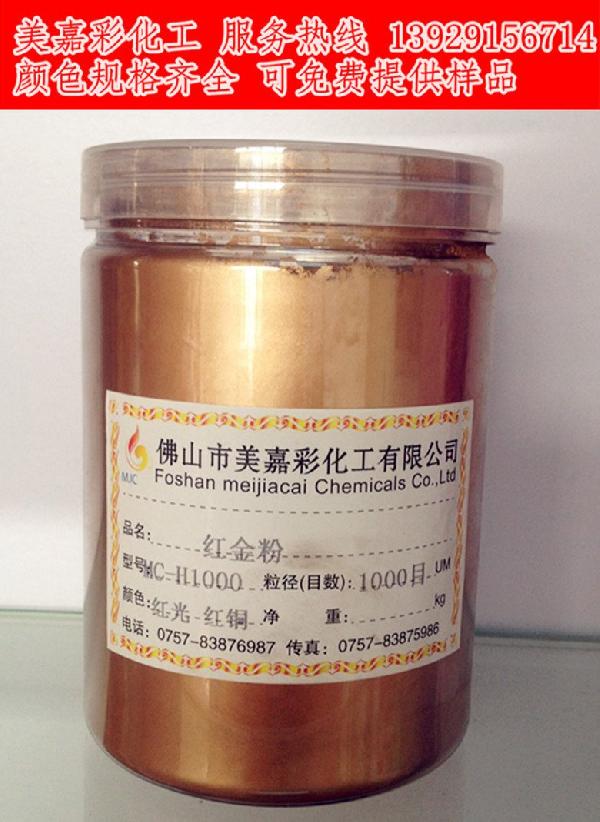 美嘉彩化工 服务热线 13929156714
颜色规格齐全 可免费提供样品
MJC
佛山市美嘉彩化工有限公司
Foshan meijiacai Chemicals Co.,Ltd
品名: 红金粉
型号MC-H1000 粒径(目数): 1000目 UM
颜色: 红光-红铜 净 重: kg
电话: 0757-83876987 传真: 0757-83875986